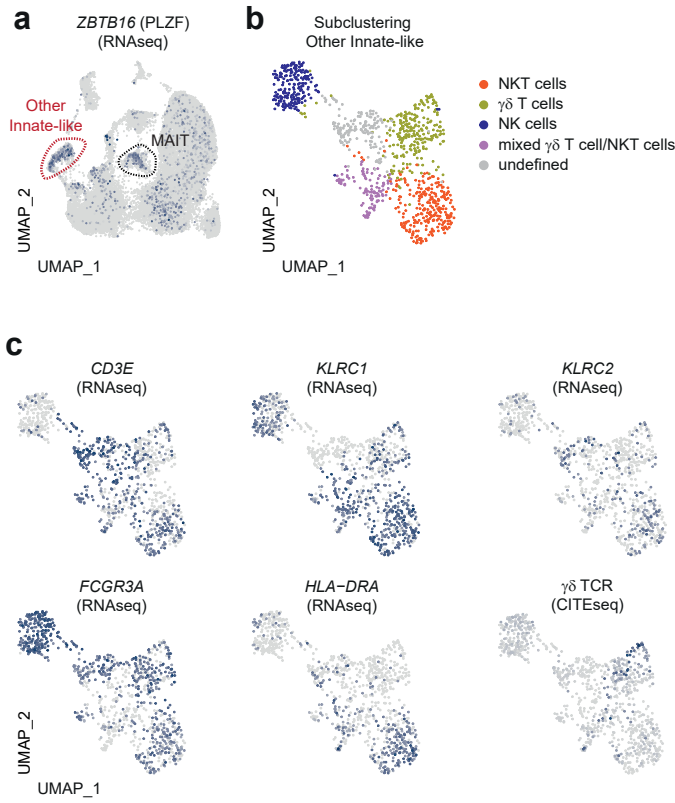 a
ZBTB16 (PLZF)
(RNAseq)
Other
Innate-like
MAIT
UMAP_2
UMAP_1
b
Subclustering
Other Innate-like
NKT cells
γδ T cells
NK cells
mixed γδ T cell/NKT cells
undefined
UMAP_2
UMAP_1
c
CD3E
(RNAseq)
KLRC1
(RNAseq)
KLRC2
(RNAseq)
FCGR3A
(RNAseq)
HLA−DRA
(RNAseq)
γδ TCR
(CITEseq)
UMAP_2
UMAP_1